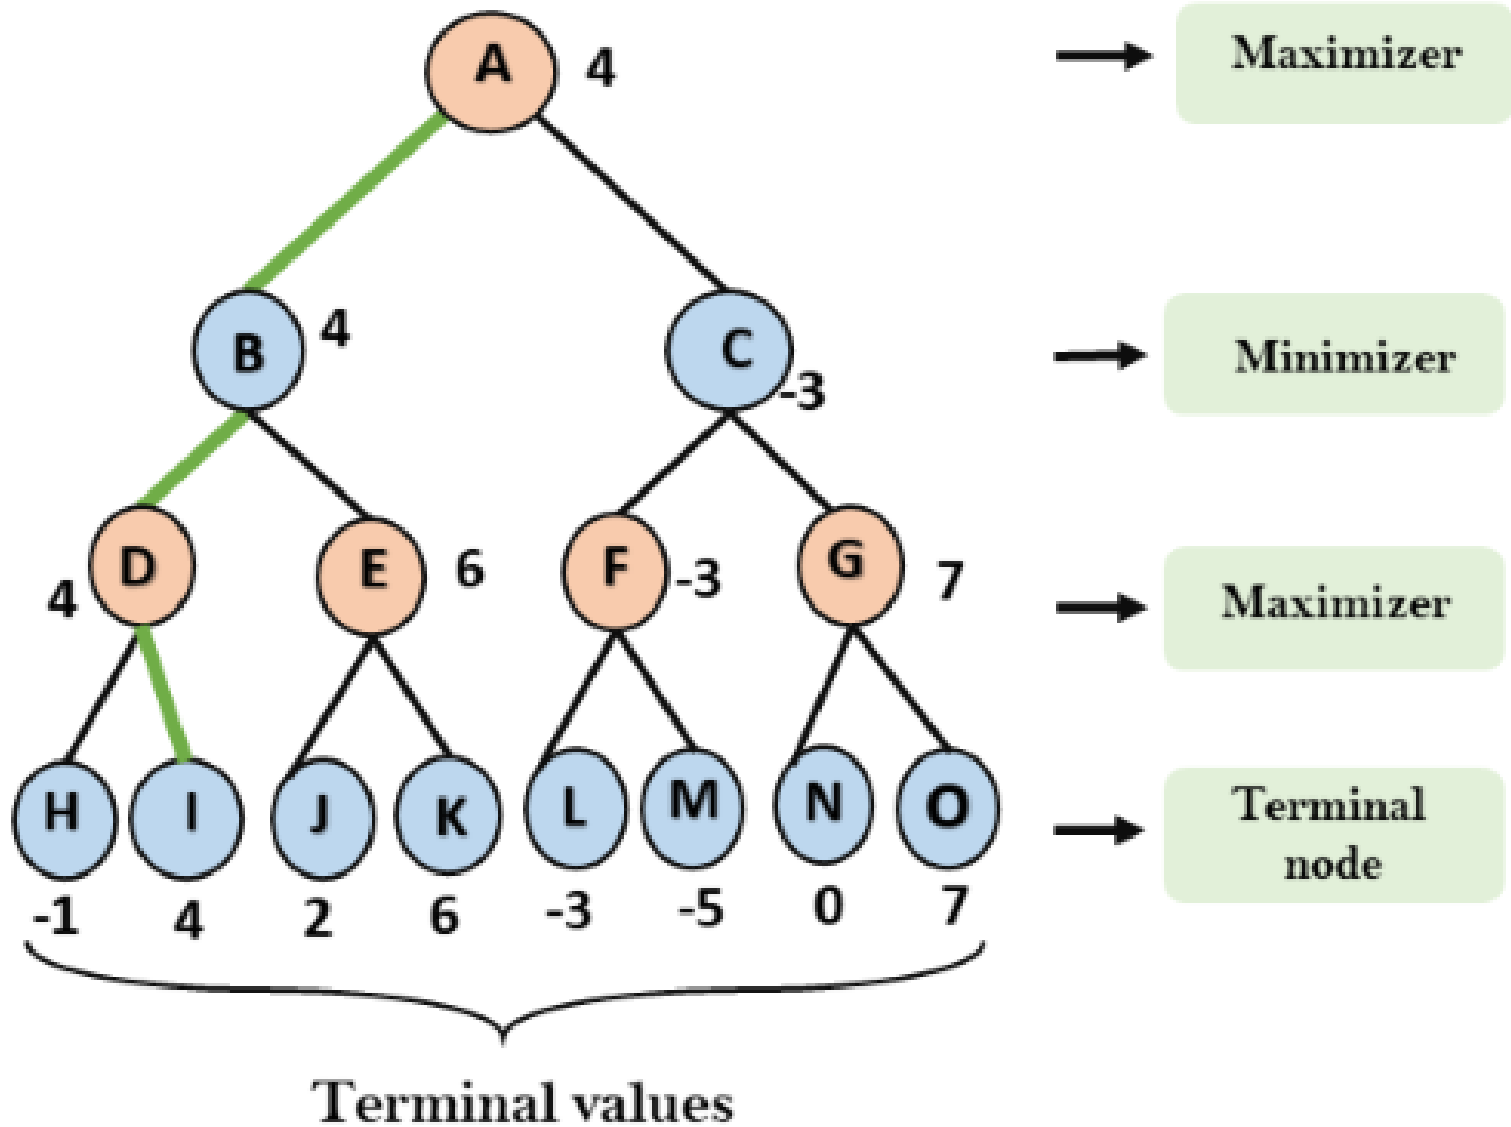 A 4
Maximizer
B 4
C -3
Minimizer
D 4
E 6
F -3
G 7
Maximizer
H I J K L M N O
Terminal
node
-1 4 2 6 -3 -5 0 7
Terminal values